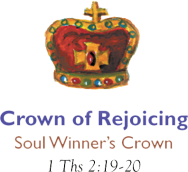 Crown of Rejoicing
Soul Winner's Crown
1 Ths 2:19-20